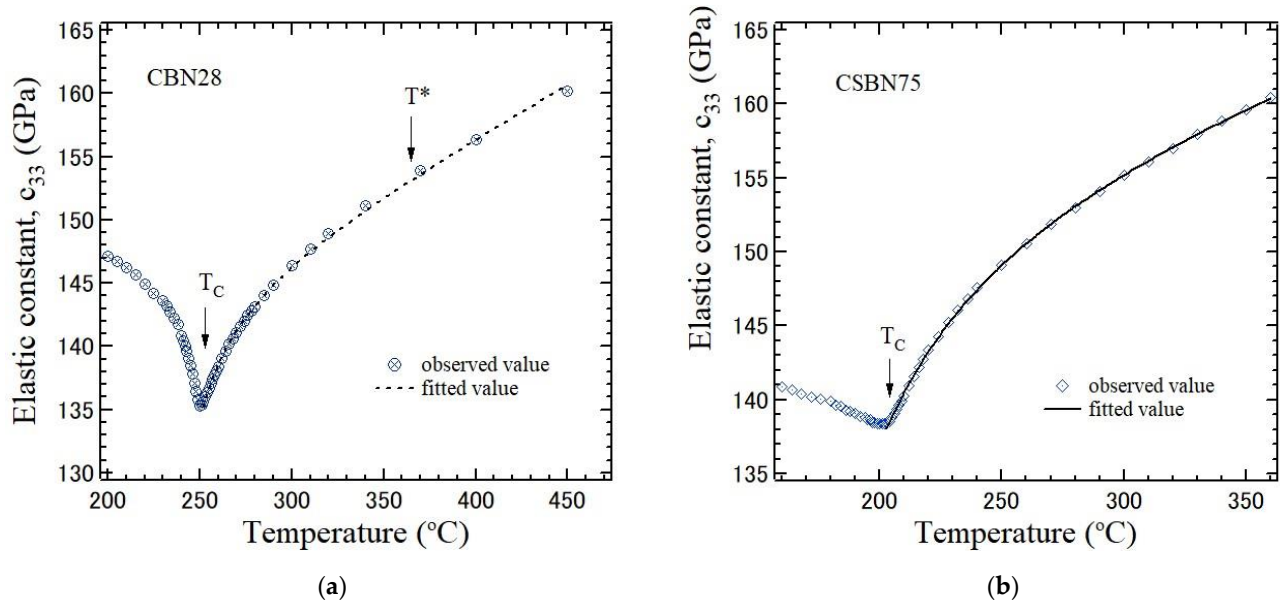 165
160
155
150
145
140
135
130
Elastic constant, c33 (GPa)
CBN28
T*
TC
observed value
fitted value
200 250 300 350 400 450
Temperature (°C)
(a)
165
160
155
150
145
140
135
Elastic constant, c33 (GPa)
CSBN75
TC
observed value
fitted value
200 250 300 350
Temperature (°C)
(b)